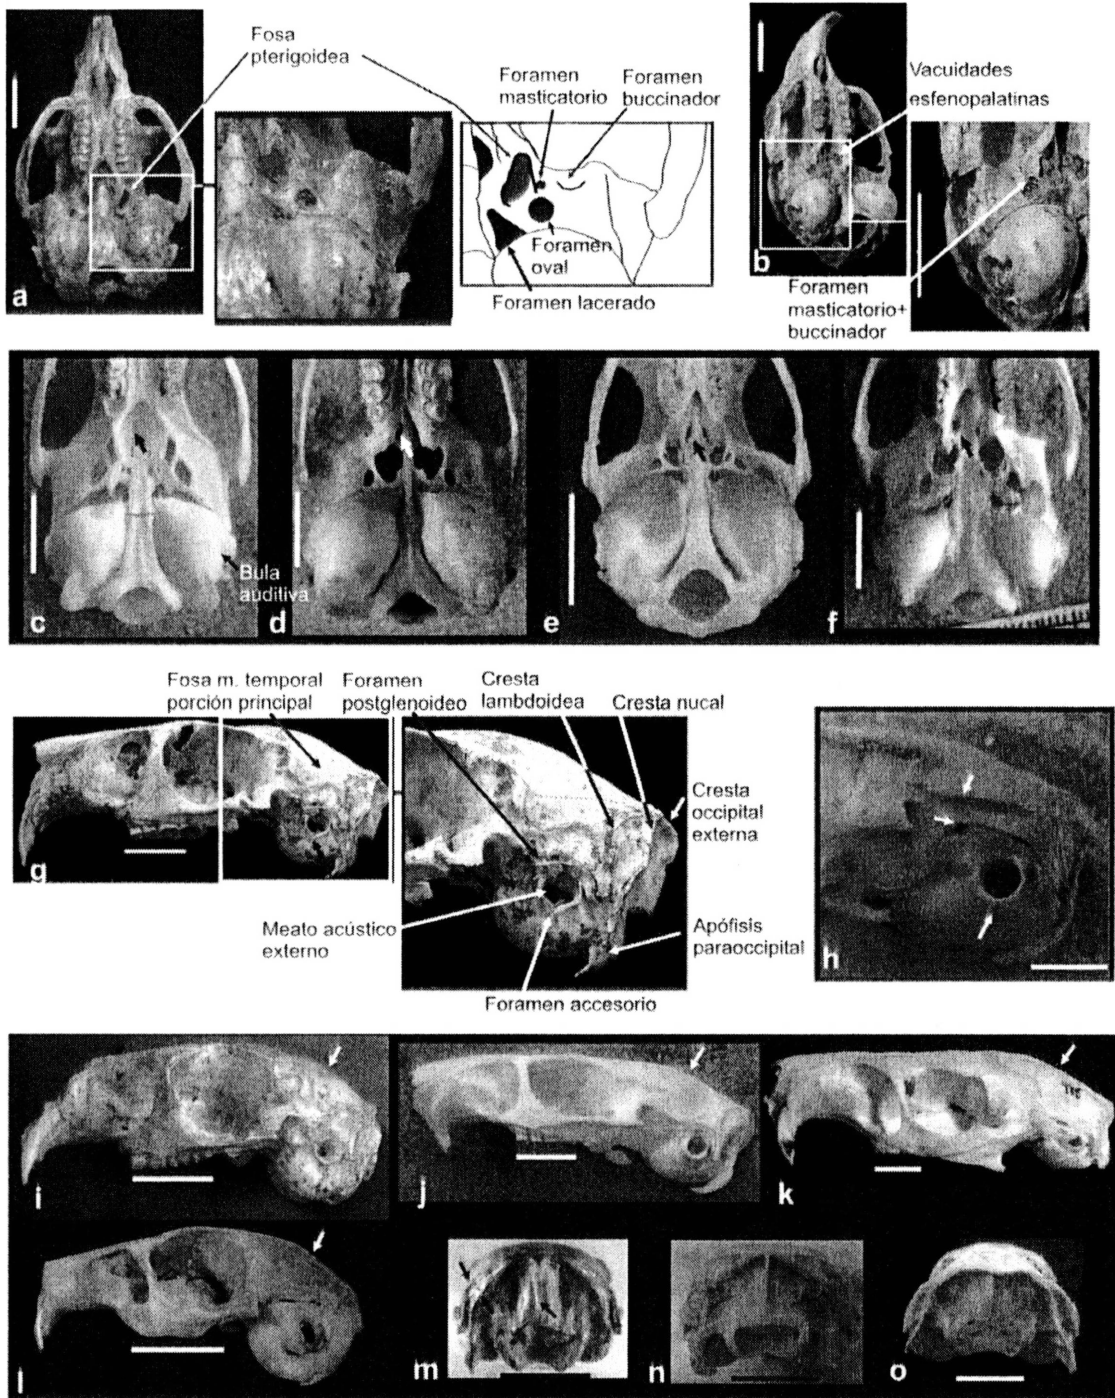 Fosa
pterigoidea
Foramen
masticatorio
Foramen
buccinador
Foramen
oval
Foramen lacerado
a
Vacuidades
esfenopalatinas
b
Foramen
masticatorio+
buccinador
Bula
auditiva
c
d
e
f
Fosa m. temporal
porción principal
Foramen
postglenoideo
Cresta
lambdoidea
Cresta nucal
Cresta
occipital
externa
g
Meato acústico
externo
Apófisis
paraoccipital
Foramen accesorio
h
i
j
k
l
m
n
o